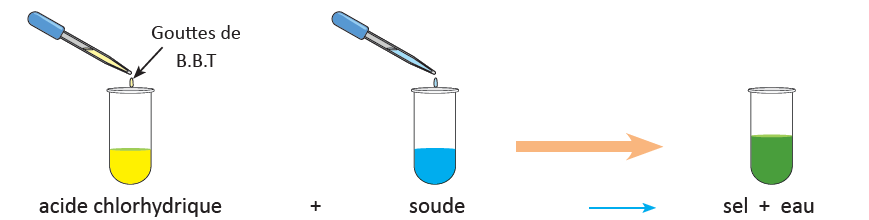 Gouttes de
B.B.T
acide chlorhydrique + soude sel + eau